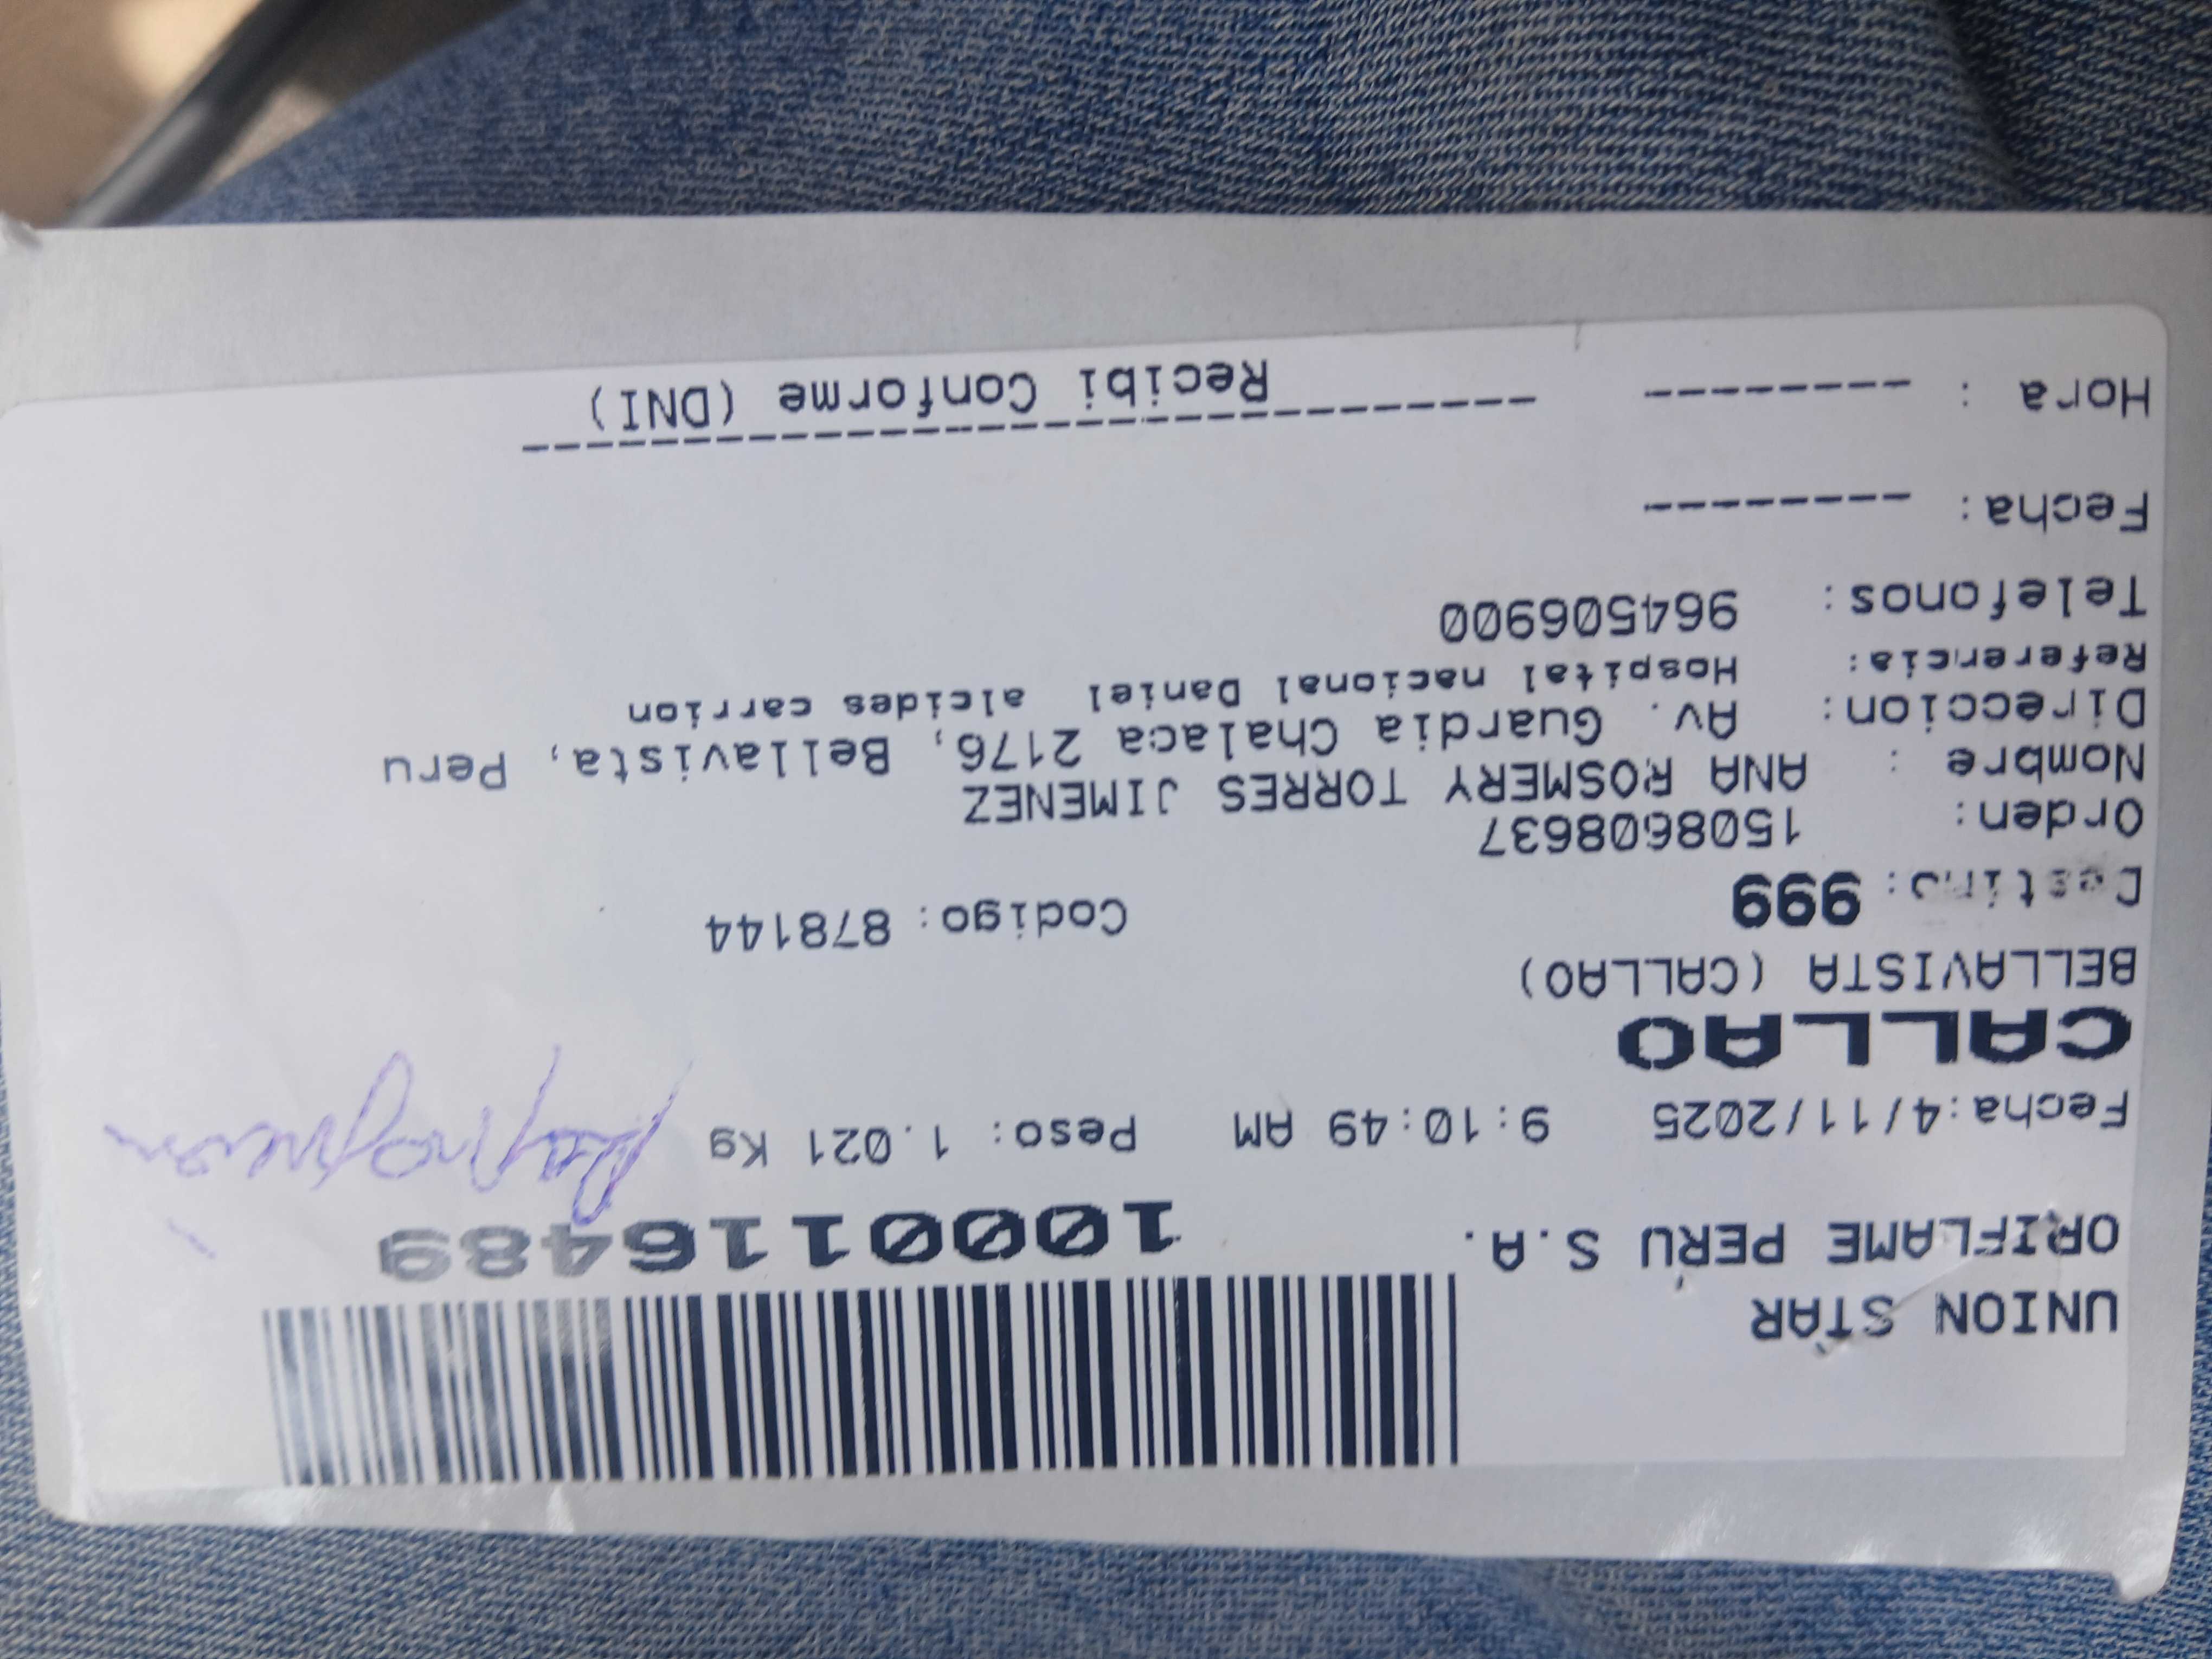 UNION STAR
ORIFLAME PERU S.A.
1000116489
Fecha:4/11/2025 9:10:49 AM Peso: 1.021 Kg
CALLAO
BELLAVISTA (CALLAO)
Destino: 999 Codigo: 878144
Orden: 1508608637
Nombre : ANA ROSMERY TORRES JIMENEZ
Direccion: Av. Guardia Chalaca 2176, Bellavista, Peru
Referencia: Hospital nacional Daniel alcides carrion
Telefonos: 964506900
Fecha: --------
Hora : --------
Recibi Conforme (DNI)